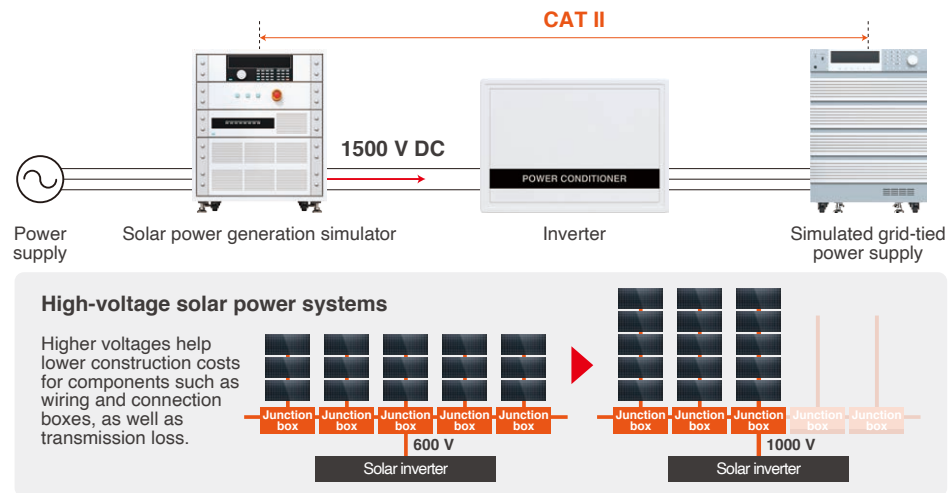 CAT II
1500 V DC
POWER CONDITIONER
Power
supply
Solar power generation simulator
Inverter
Simulated grid-tied
power supply
High-voltage solar power systems
Higher voltages help
lower construction costs
for components such as
wiring and connection
boxes, as well as
transmission loss.
Junction
box
Junction
box
Junction
box
Junction
box
Junction
box
600 V
Solar inverter
Junction
box
Junction
box
Junction
box
Junction
box
Junction
box
1000 V
Solar inverter